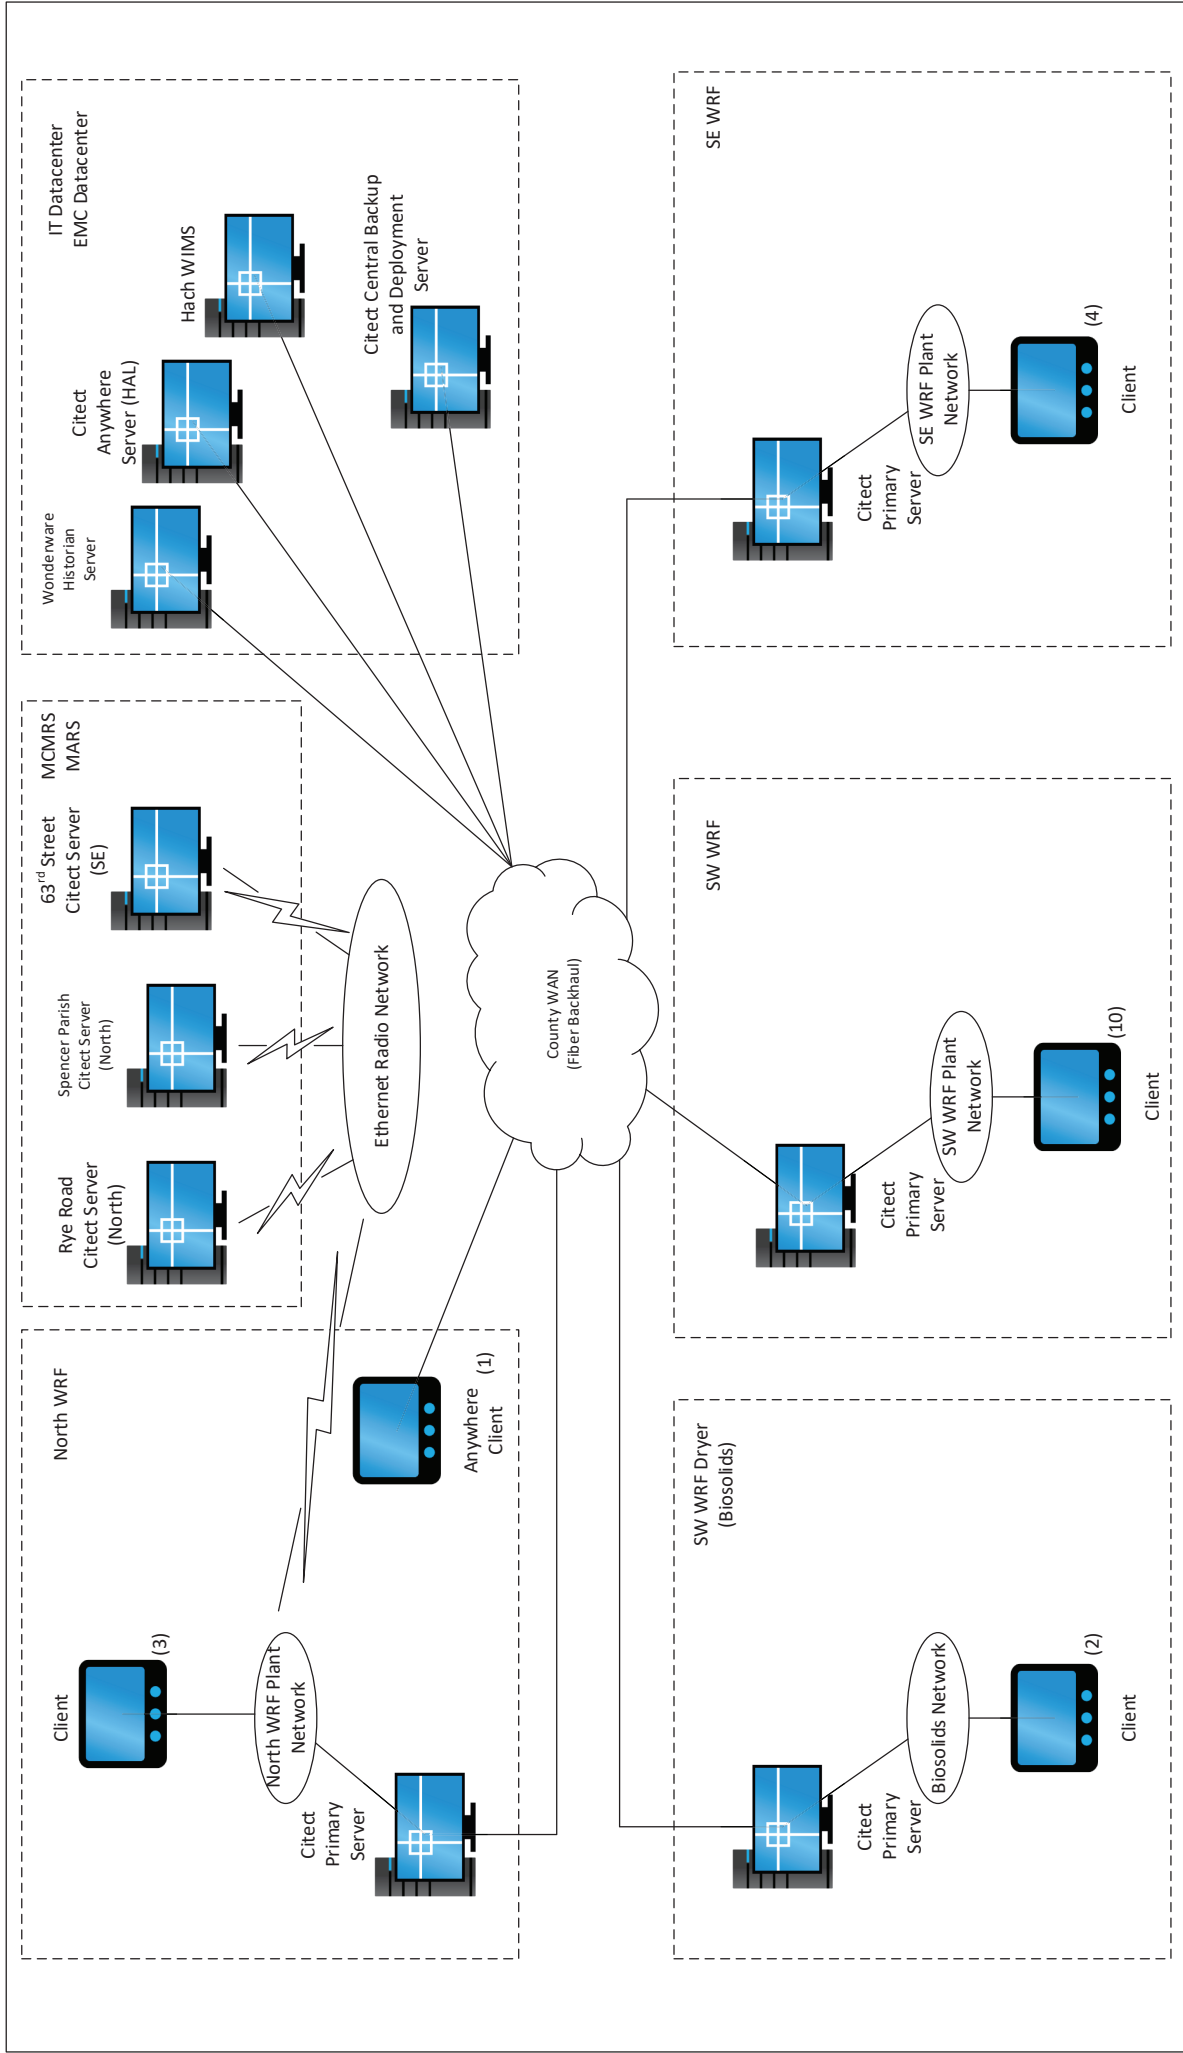 North WRF
Client
(3)
North WRF Plant
Network
Citect
Primary
Server
Anywhere
Client
(1)
MCMRS
MARS
Rye Road
Citect Server
(North)
Spencer Parish
Citect Server
(North)
63rd Street
Citect Server
(SE)
Ethernet Radio Network
IT Datacenter
EMC Datacenter
Wonderware
Historian
Server
Citect
Anywhere
Server (HAL)
Hach WIMS
Citect Central Backup
and Deployment
Server
County WAN
(Fiber Backhaul)
SW WRF Dryer
(Biosolids)
Citect
Primary
Server
Biosolids Network
(2)
Client
SW WRF
Citect
Primary
Server
SW WRF Plant
Network
(10)
Client
SE WRF
Citect
Primary
Server
SE WRF Plant
Network
(4)
Client